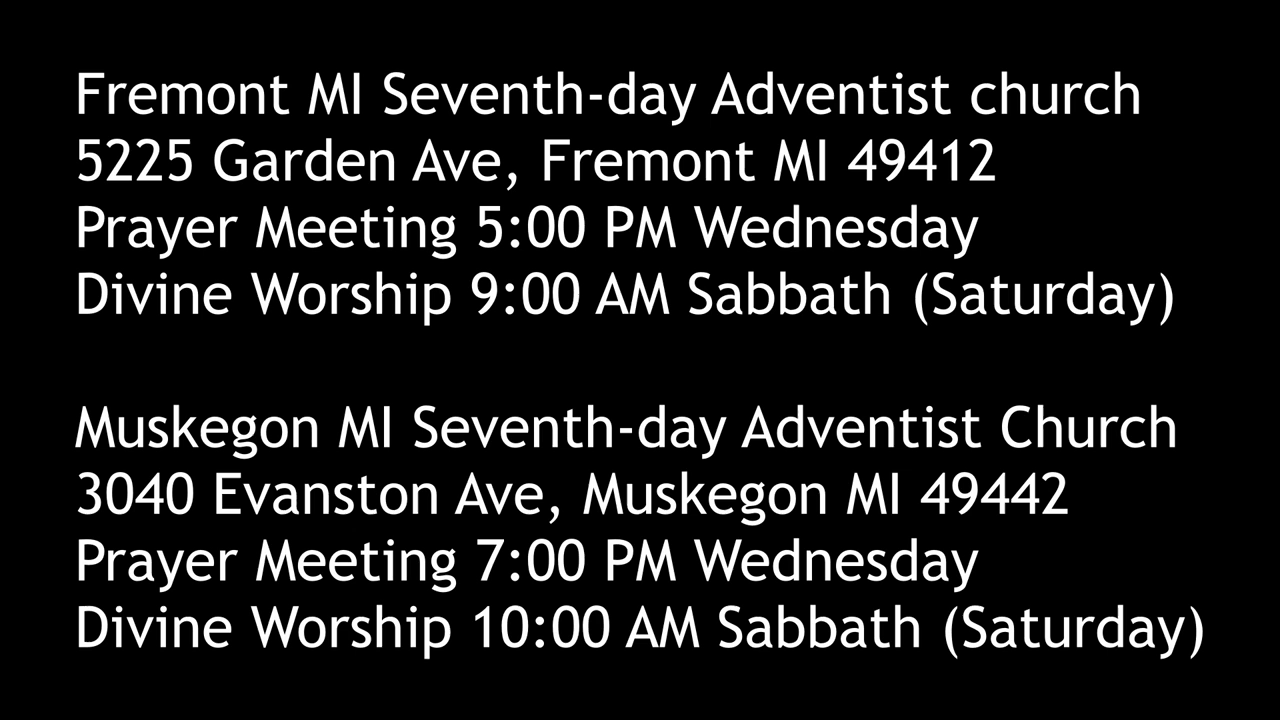 Fremont MI Seventh-day Adventist church
5225 Garden Ave, Fremont MI 49412
Prayer Meeting 5:00 PM Wednesday
Divine Worship 9:00 AM Sabbath (Saturday)
Muskegon MI Seventh-day Adventist Church
3040 Evanston Ave, Muskegon MI 49442
Prayer Meeting 7:00 PM Wednesday
Divine Worship 10:00 AM Sabbath (Saturday)